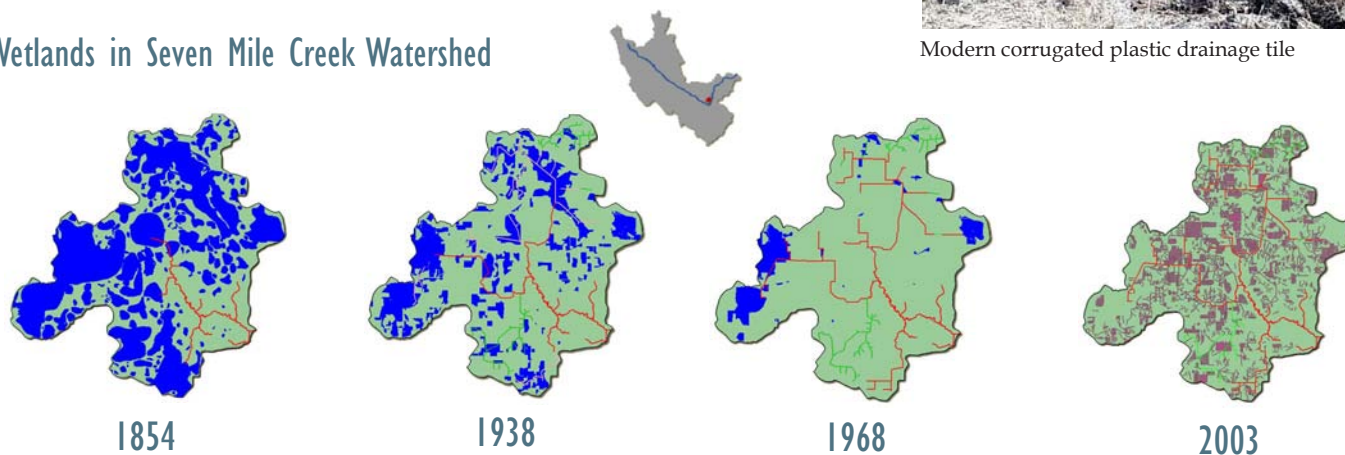 Wetlands in Seven Mile Creek Watershed
Modern corrugated plastic drainage tile
1854
1938
1968
2003